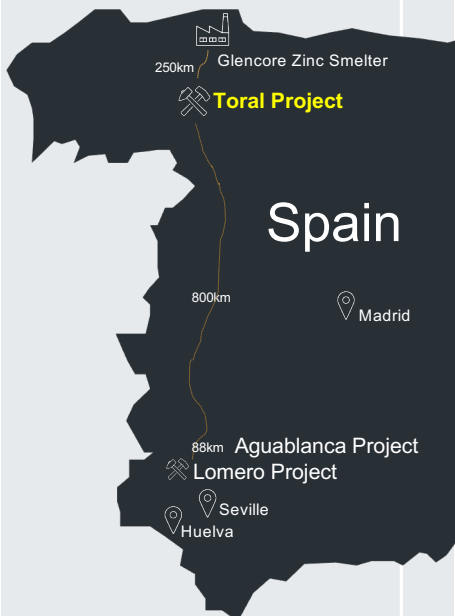 Glencore Zinc Smelter
250km
Toral Project
Spain
800km
Madrid
88km Aguablanca Project
Lomero Project
Seville
Huelva